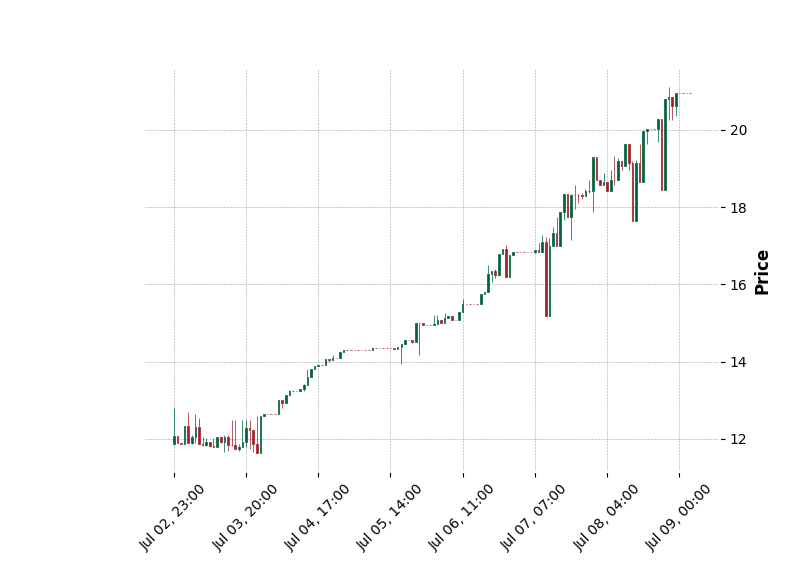 20
18
16
14
12
Price
Jul 02, 23:00
Jul 03, 20:00
Jul 04, 17:00
Jul 05, 14:00
Jul 06, 11:00
Jul 07, 07:00
Jul 08, 04:00
Jul 09, 00:00